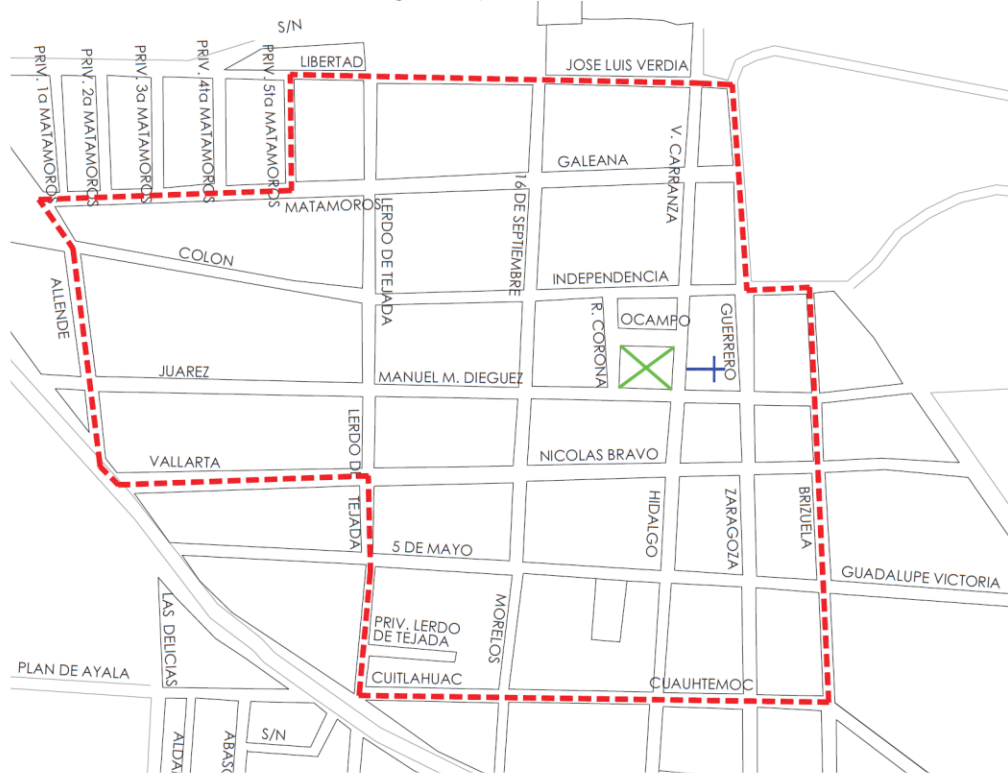 S/N
LIBERTAD
JOSE LUIS VERDIA
PRIV. 1a MATAMOROS
PRIV. 2a MATAMOROS
PRIV. 3a MATAMOROS
PRIV. 4ta MATAMOROS
PRIV. 5ta MATAMOROS
V. CARRANZA
GALEANA
MATAMOROS
LERDO DE TEJADA
16 DE SEPTIEMBRE
COLON
INDEPENDENCIA
ALLENDE
R. CORONA
OCAMPO
GUERRERO
JUAREZ
MANUEL M. DIEGUEZ
LERDO DE
TEJADA
VALLARTA
NICOLAS BRAVO
HIDALGO
ZARAGOZA
BRIZUELA
5 DE MAYO
GUADALUPE VICTORIA
LAS DELICIAS
MORELOS
PRIV. LERDO
DE TEJADA
PLAN DE AYALA
CUITLAHUAC
CUAUHTEMOC
S/N